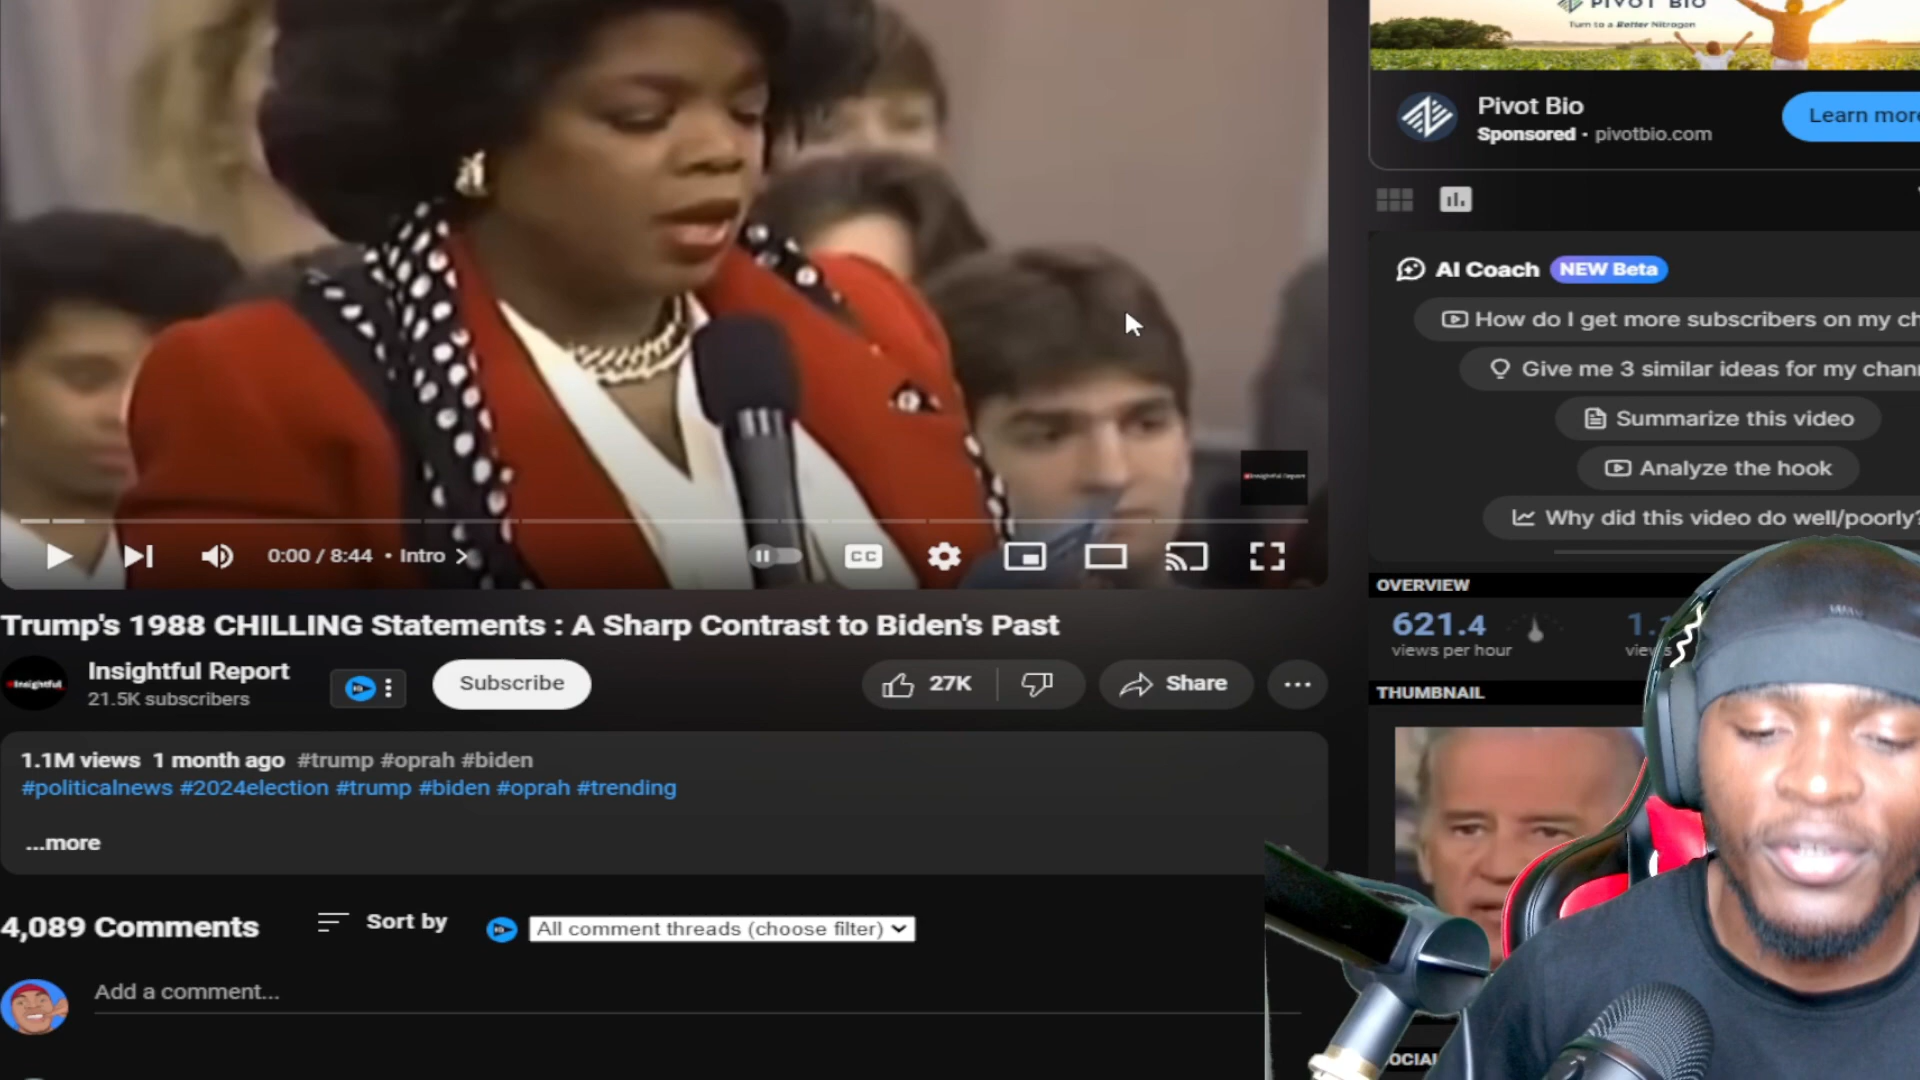 PIVOT BIO
Turn to a Better Nitrogen
Pivot Bio
Sponsored · pivotbio.com
Learn more
AI Coach NEW Beta
How do I get more subscribers on my ch
Give me 3 similar ideas for my chann
Summarize this video
Analyze the hook
Why did this video do well/poorly?
Insightful Report
0:00 / 8:44 • Intro >
CC
Trump's 1988 CHILLING Statements : A Sharp Contrast to Biden's Past
Insightful
Insightful Report
21.5K subscribers
Subscribe
27K
Share
1.1M views 1 month ago #trump #oprah #biden
#politicalnews #2024election #trump #biden #oprah #trending
...more
4,089 Comments
Sort by
All comment threads (choose filter)
Add a comment...
OVERVIEW
621.4
views per hour
1.
views
THUMBNAIL
OCIAL